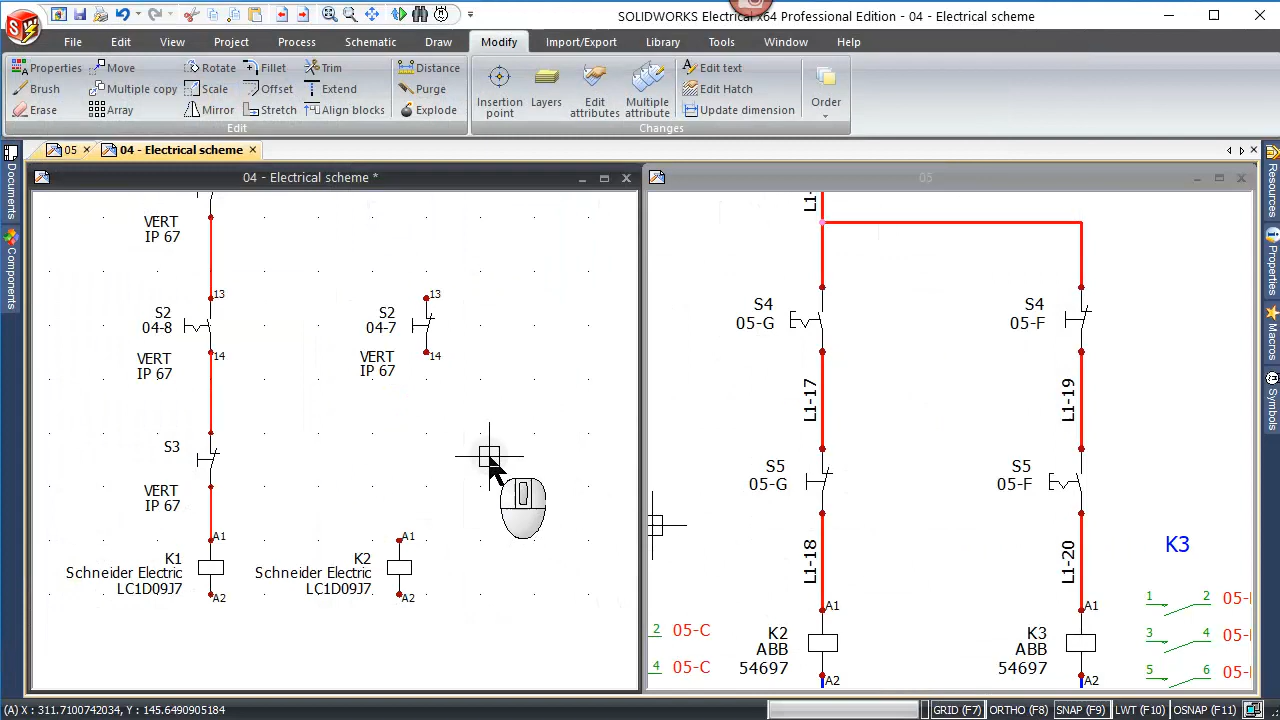 SOLIDWORKS Electrical x64 Professional Edition - 04 - Electrical scheme
File Edit View Project Process Schematic Draw Modify Import/Export Library Tools Window Help
Properties Move Rotate Fillet Trim Distance Edit text
Brush Multiple copy Scale Offset Extend Purge Edit Hatch
Erase Array Mirror Stretch Align blocks Explode Update dimension
Insertion point
Layers
Edit attributes
Multiple attribute
Order
Edit
Changes
05
04 - Electrical scheme
Documents
Components
04 - Electrical scheme *
VERT
IP 67
13
S2
04-8
14
VERT
IP 67
S3
VERT
IP 67
A1
K1
Schneider Electric
LC1D09J7
A2
13
S2
04-7
14
VERT
IP 67
A1
K2
Schneider Electric
LC1D09J7
A2
05
L1-
S4
05-G
L1-17
S5
05-G
L1-18
A1
K2
ABB
54697
A2
2 05-C
4 05-C
S4
05-F
L1-19
S5
05-F
L1-20
A1
K3
ABB
54697
A2
K3
1 2 05-
3 4 05-
5 6 05-
Resources
Properties
Macros
Symbols
(A) X : 311.7100742034, Y : 145.6490905184
GRID (F7) ORTHO (F8) SNAP (F9) LWT (F10) OSNAP (F11)